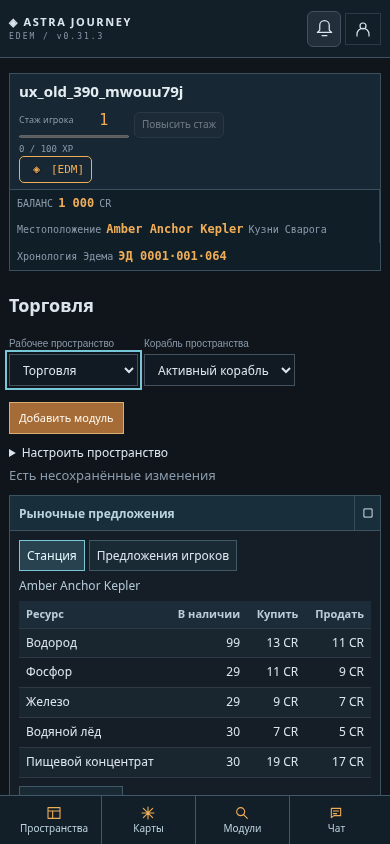 ◈ ASTRA JOURNEY
EDEM / v0.31.3
ux_old_390_mwouu79j
Стаж игрока 1 Повысить стаж
0 / 100 XP
◈ [EDM]
БАЛАНС 1 000 CR
Местоположение Amber Anchor Kepler Кузни Сварога
Хронология Эдема ЭД 0001·001·064
Торговля
Рабочее пространство Корабль пространства
Торговля Активный корабль
Добавить модуль
▶ Настроить пространство
Есть несохранённые изменения
Рыночные предложения
Станция Предложения игроков
Amber Anchor Kepler
Ресурс В наличии Купить Продать
Водород 99 13 CR 11 CR
Фосфор 29 11 CR 9 CR
Железо 29 9 CR 7 CR
Водяной лёд 30 7 CR 5 CR
Пищевой концентрат 30 19 CR 17 CR
Пространства Карты Модули Чат